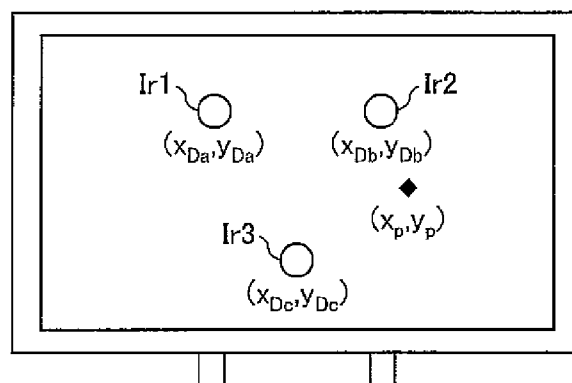 Ir1
Ir2
(x_Da,y_Da)
(x_Db,y_Db)
(x_p,y_p)
Ir3
(x_Dc,y_Dc)